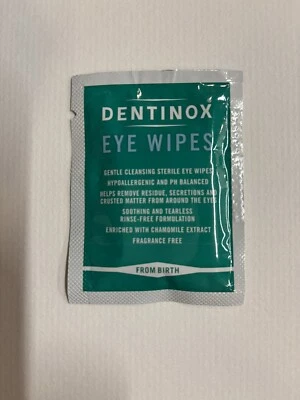 DENTINOX
EYE WIPES
GENTLE CLEANSING STERILE EYE WIPES
HYPOALLERGENIC AND PH BALANCED
HELPS REMOVE RESIDUE, SECRETIONS AND
CRUSTED MATTER FROM AROUND THE EYES
SOOTHING AND TEARLESS
RINSE-FREE FORMULATION
ENRICHED WITH CHAMOMILE EXTRACT
FRAGRANCE FREE
FROM BIRTH